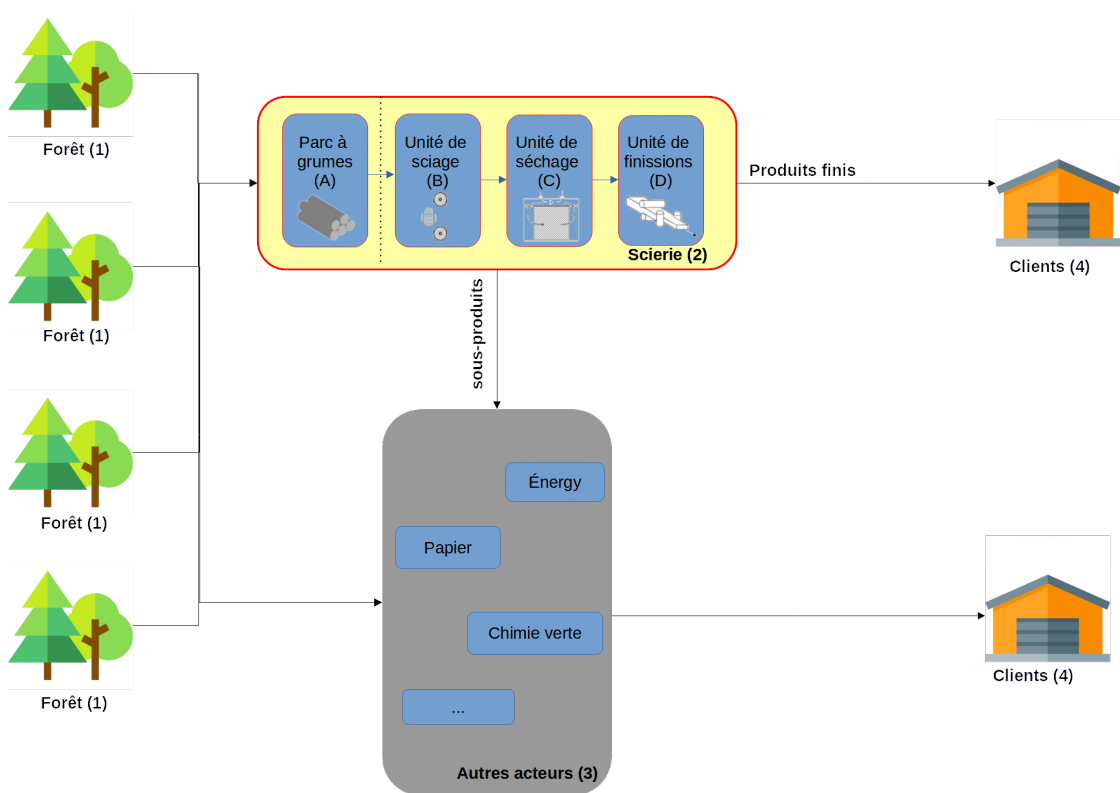 Forêt (1)
Forêt (1)
Forêt (1)
Forêt (1)
Parc à
grumes
(A)
Unité de
sciage
(B)
Unité de
séchage
(C)
Unité de
finissions
(D)
Scierie (2)
Produits finis
Clients (4)
sous-produits
Énergy
Papier
Chimie verte
...
Autres acteurs (3)
Clients (4)